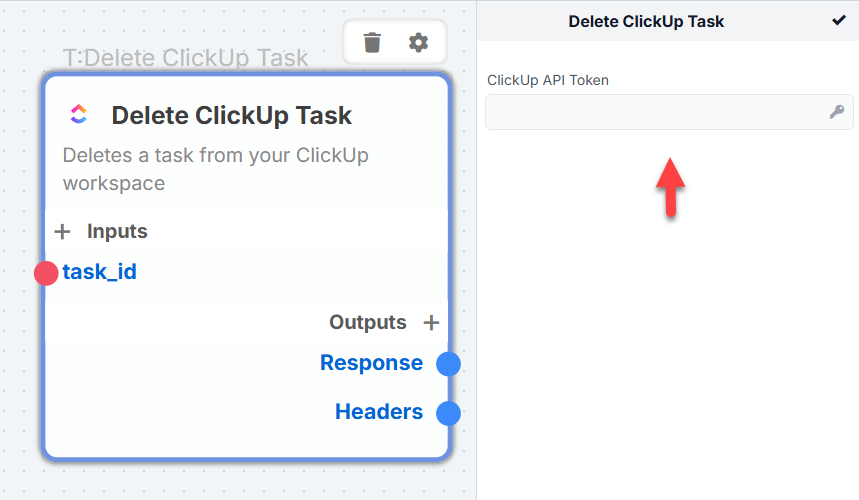 T:Delete ClickUp Task
Delete ClickUp Task
Deletes a task from your ClickUp
workspace
Inputs
task_id
Outputs
Response
Headers
Delete ClickUp Task
ClickUp API Token